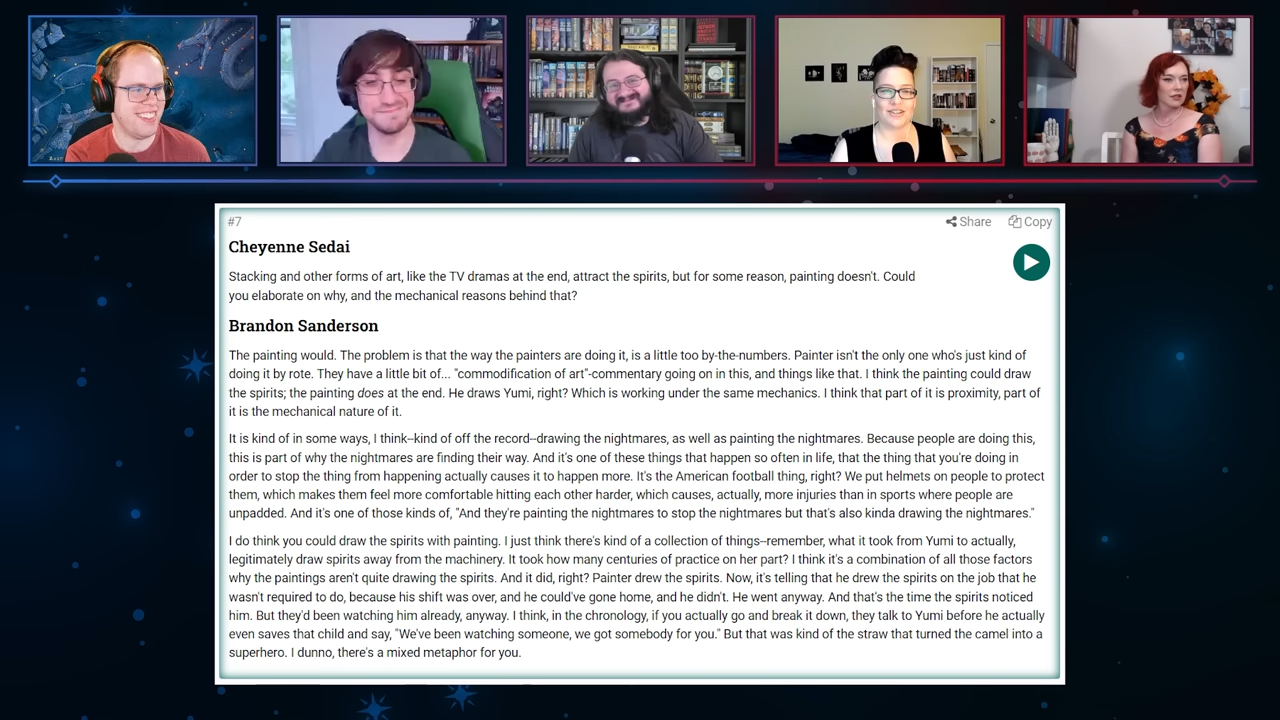 #7
Share
Copy
Cheyenne Sedai
Stacking and other forms of art, like the TV dramas at the end, attract the spirits, but for some reason, painting doesn't. Could
you elaborate on why, and the mechanical reasons behind that?
Brandon Sanderson
The painting would. The problem is that the way the painters are doing it, is a little too by-the-numbers. Painter isn't the only one who's just kind of
doing it by rote. They have a little bit of... "commodification of art"-commentary going on in this, and things like that. I think the painting could draw
the spirits; the painting does at the end. He draws Yumi, right? Which is working under the same mechanics. I think that part of it is proximity, part of
it is the mechanical nature of it.
It is kind of in some ways, I think--kind of off the record--drawing the nightmares, as well as painting the nightmares. Because people are doing this,
this is part of why the nightmares are finding their way. And it's one of these things that happen so often in life, that the thing that you're doing in
order to stop the thing from happening actually causes it to happen more. It's the American football thing, right? We put helmets on people to protect
them, which makes them feel more comfortable hitting each other harder, which causes, actually, more injuries than in sports where people are
unpadded. And it's one of those kinds of, "And they're painting the nightmares to stop the nightmares but that's also kinda drawing the nightmares."
I do think you could draw the spirits with painting. I just think there's kind of a collection of things--remember, what it took from Yumi to actually,
legitimately draw spirits away from the machinery. It took how many centuries of practice on her part? I think it's a combination of all those factors
why the paintings aren't quite drawing the spirits. And it did, right? Painter drew the spirits. Now, it's telling that he drew the spirits on the job that he
wasn't required to do, because his shift was over, and he could've gone home, and he didn't. He went anyway. And that's the time the spirits noticed
him. But they'd been watching him already, anyway. I think, in the chronology, if you actually go and break it down, they talk to Yumi before he actually
even saves that child and say, "We've been watching someone, we got somebody for you." But that was kind of the straw that turned the camel into a
superhero. I dunno, there's a mixed metaphor for you.